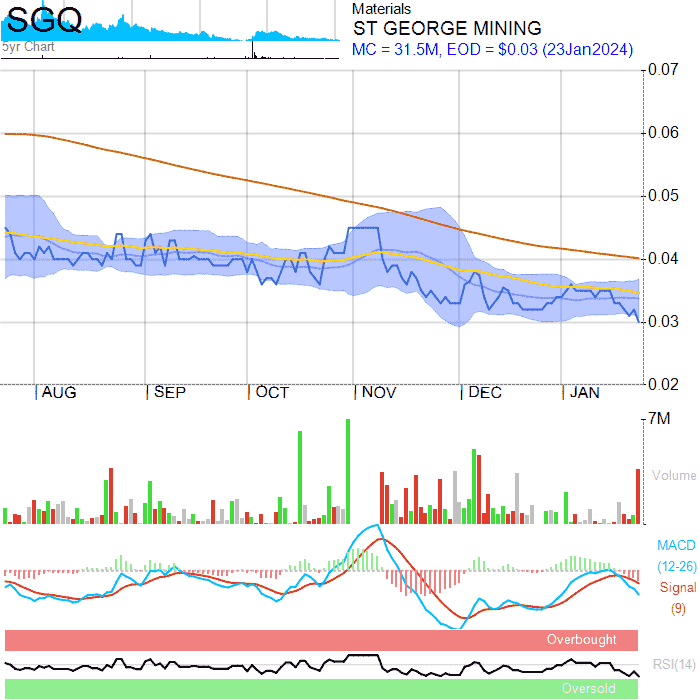 SGQ
5yr Chart
Materials
ST GEORGE MINING
MC = 31.5M, EOD = $0.03 (23Jan2024)
0.07
0.06
0.05
0.04
0.03
0.02
AUG SEP OCT NOV DEC JAN
7M
Volume
MACD
(12-26)
Signal
(9)
Overbought
RSI(14)
Oversold